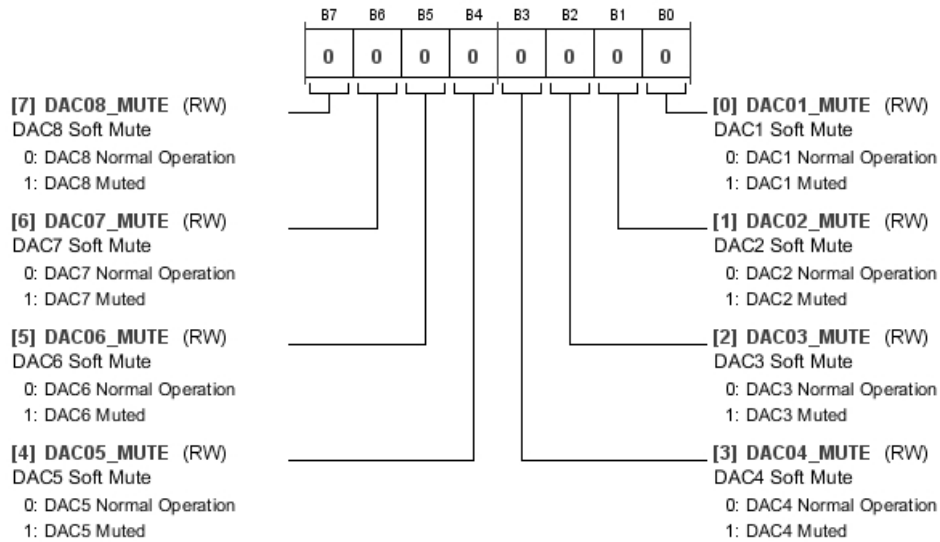 B7 B6 B5 B4 B3 B2 B1 B0
0 0 0 0 0 0 0 0
[7] DAC08_MUTE (RW)
DAC8 Soft Mute
0: DAC8 Normal Operation
1: DAC8 Muted
[6] DAC07_MUTE (RW)
DAC7 Soft Mute
0: DAC7 Normal Operation
1: DAC7 Muted
[5] DAC06_MUTE (RW)
DAC6 Soft Mute
0: DAC6 Normal Operation
1: DAC6 Muted
[4] DAC05_MUTE (RW)
DAC5 Soft Mute
0: DAC5 Normal Operation
1: DAC5 Muted
[0] DAC01_MUTE (RW)
DAC1 Soft Mute
0: DAC1 Normal Operation
1: DAC1 Muted
[1] DAC02_MUTE (RW)
DAC2 Soft Mute
0: DAC2 Normal Operation
1: DAC2 Muted
[2] DAC03_MUTE (RW)
DAC3 Soft Mute
0: DAC3 Normal Operation
1: DAC3 Muted
[3] DAC04_MUTE (RW)
DAC4 Soft Mute
0: DAC4 Normal Operation
1: DAC4 Muted